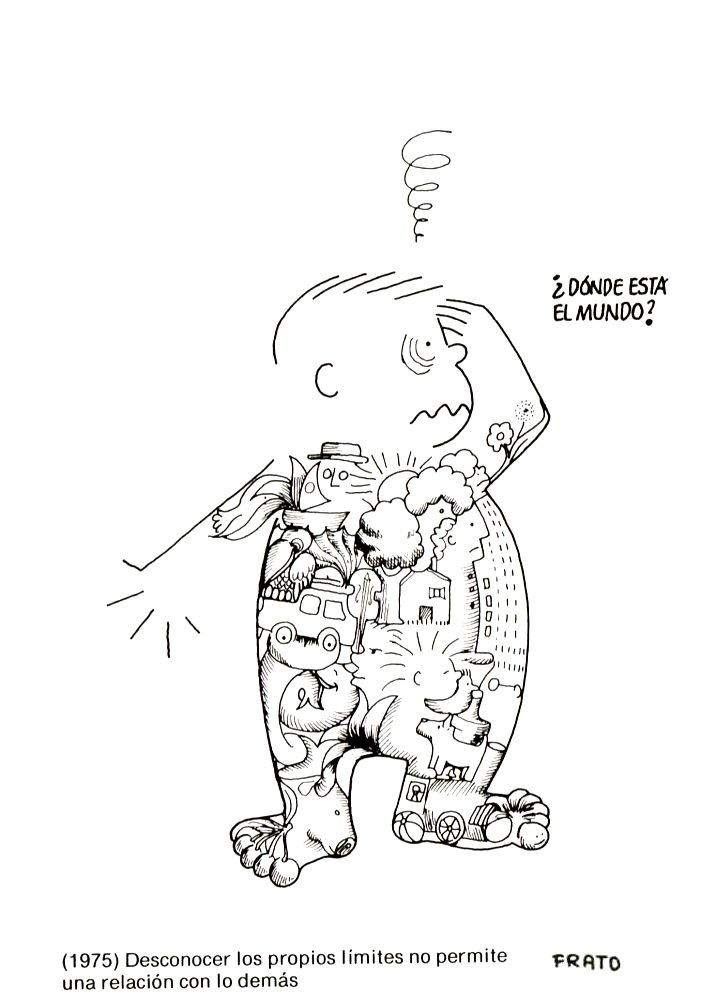 ¿DÓNDE ESTÁ
EL MUNDO?
(1975) Desconocer los propios límites no permite
una relación con lo demás
FRATO